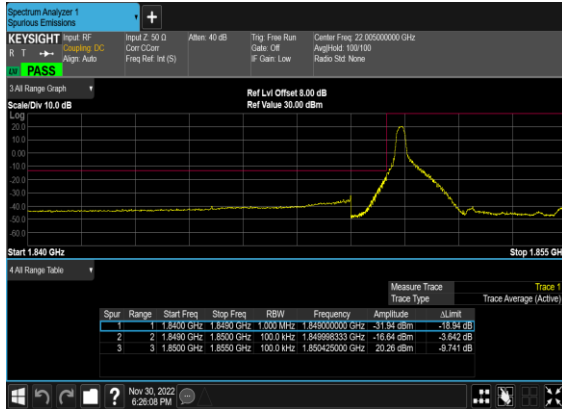 Spectrum Analyzer 1
Spurious Emissions
KEYSIGHT Input: RF Input Z: 50 Ω Atten: 40 dB Trig: Free Run Center Freq: 22.005000000 GHz
R T Coupling: DC Corr CCorr Gate: Off Avg|Hold: 100/100
Align: Auto Freq Ref: Int (S) IF Gain: Low Radio Std: None
LXI PASS
3 All Range Graph
Ref Lvl Offset 8.00 dB
Scale/Div 10.0 dB Ref Value 30.00 dBm
Log
20.0
10.0
0.00
-10.0
-20.0
-30.0
-40.0
-50.0
-60.0
Start 1.840 GHz Stop 1.855 GH
4 All Range Table
Measure Trace Trace 1
Trace Type Trace Average (Active)
Spur Range Start Freq Stop Freq RBW Frequency Amplitude ΔLimit
1 1 1.8400 GHz 1.8490 GHz 1.000 MHz 1.849000000 GHz -31.94 dBm -18.94 dB
2 2 1.8490 GHz 1.8500 GHz 100.0 kHz 1.849998333 GHz -16.64 dBm -3.642 dB
3 3 1.8500 GHz 1.8550 GHz 100.0 kHz 1.850425000 GHz 20.26 dBm -9.741 dB
? Nov 30, 2022
6:26:08 PM